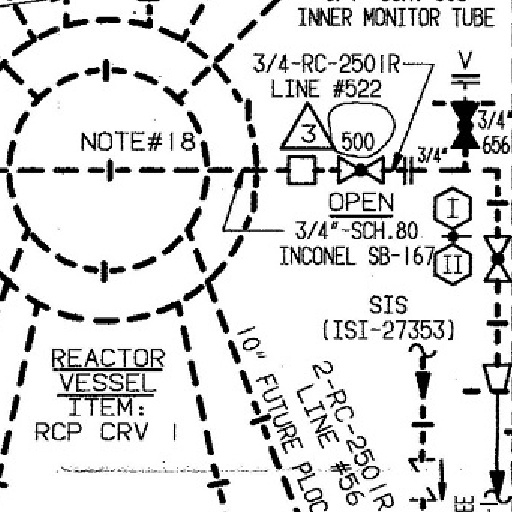 INNER MONITOR TUBE
3/4-RC-2501R
LINE #522
V
3/4"
656
3
500
NOTE#18
3/4"
OPEN
I
3/4"-SCH.80
INCONEL SB-167
II
SIS
(ISI-27353)
REACTOR
VESSEL
ITEM:
RCP CRV 1
10" FUTURE
2-RC-2501R
LINE #56